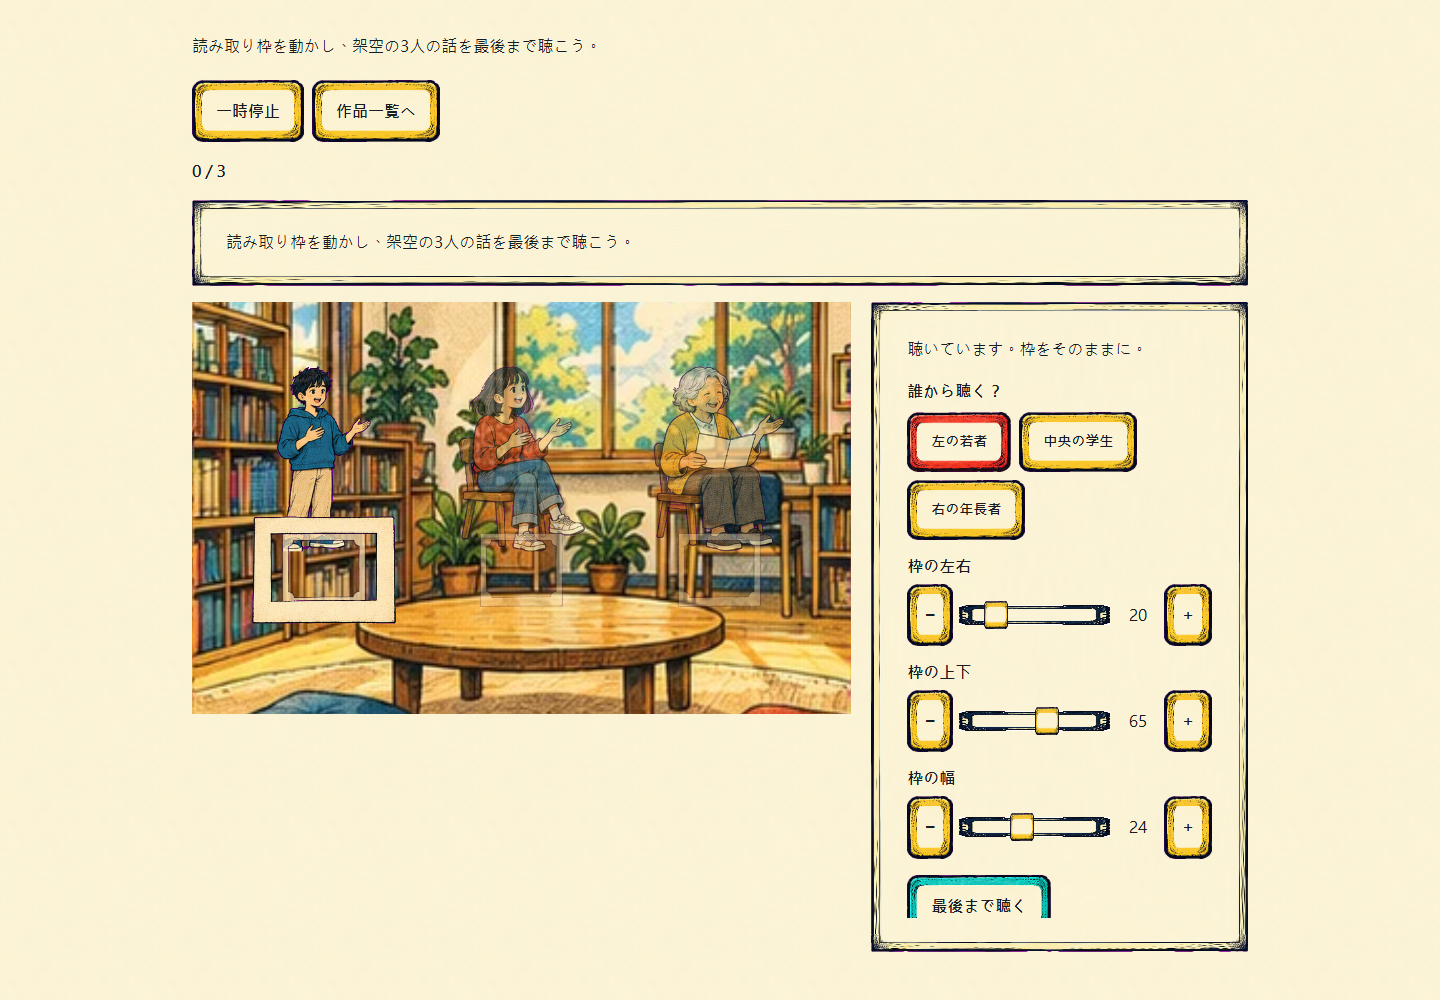 読み取り枠を動かし、架空の3人の話を最後まで聴こう。
一時停止
作品一覧へ
0 / 3
読み取り枠を動かし、架空の3人の話を最後まで聴こう。
聴いています。枠をそのままに。
誰から聴く？
左の若者
中央の学生
右の年長者
枠の左右
− 20 +
枠の上下
− 65 +
枠の幅
− 24 +
最後まで聴く